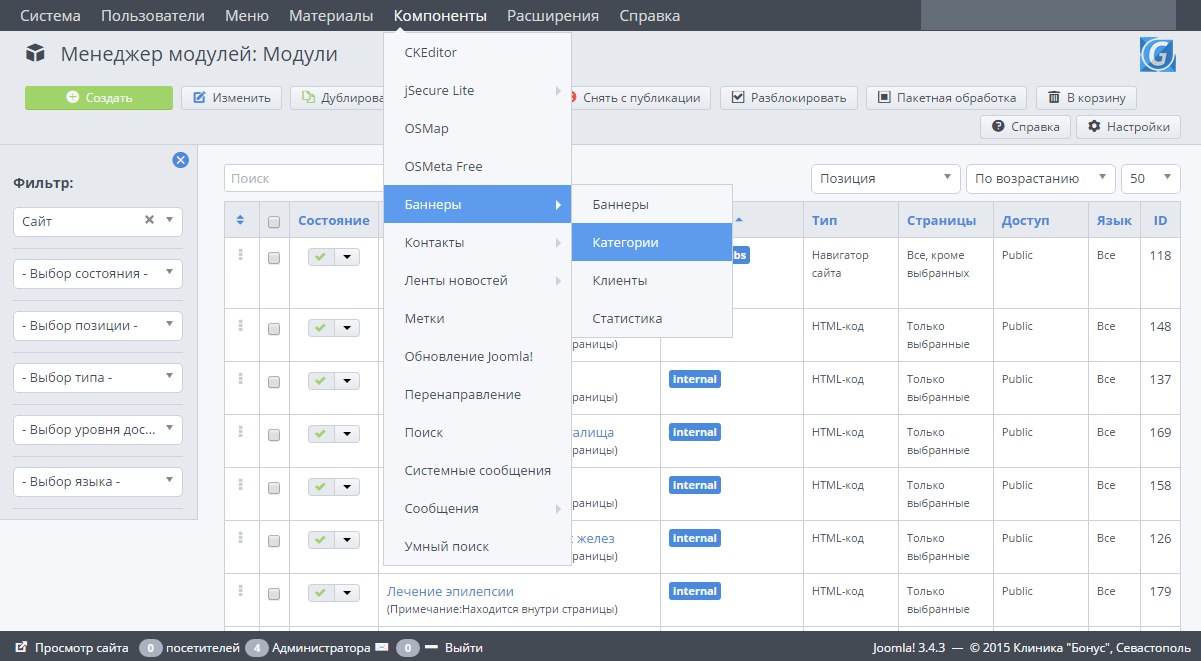 Система Пользователи Меню Материалы Компоненты Расширения Справка
Менеджер модулей: Модули
Создать Изменить Дублирова Снять с публикации Разблокировать Пакетная обработка В корзину
Справка Настройки
CKEditor
jSecure Lite
OSMap
OSMeta Free
Баннеры
Контакты
Ленты новостей
Метки
Обновление Joomla!
Перенаправление
Поиск
Системные сообщения
Сообщения
Умный поиск
Баннеры
Категории
Клиенты
Статистика
Фильтр:
Сайт
- Выбор состояния -
- Выбор позиции -
- Выбор типа -
- Выбор уровня дос...
- Выбор языка -
Поиск
Позиция По возрастанию 50
Состояние Тип Страницы Доступ Язык ID
bs Навигатор сайта Все, кроме выбранных Public Все 118
раницы) HTML-код Только выбранные Public Все 148
раницы) internal HTML-код Только выбранные Public Все 137
алища
раницы) internal HTML-код Только выбранные Public Все 169
раницы) internal HTML-код Только выбранные Public Все 158
к желез
раницы) internal HTML-код Только выбранные Public Все 126
Лечение эпилепсии
(Примечание:Находится внутри страницы) internal HTML-код Только выбранные Public Все 179
Просмотр сайта 0 посетителей 4 Администратора 0 Выйти
Joomla! 3.4.3 — © 2015 Клиника "Бонус", Севастополь